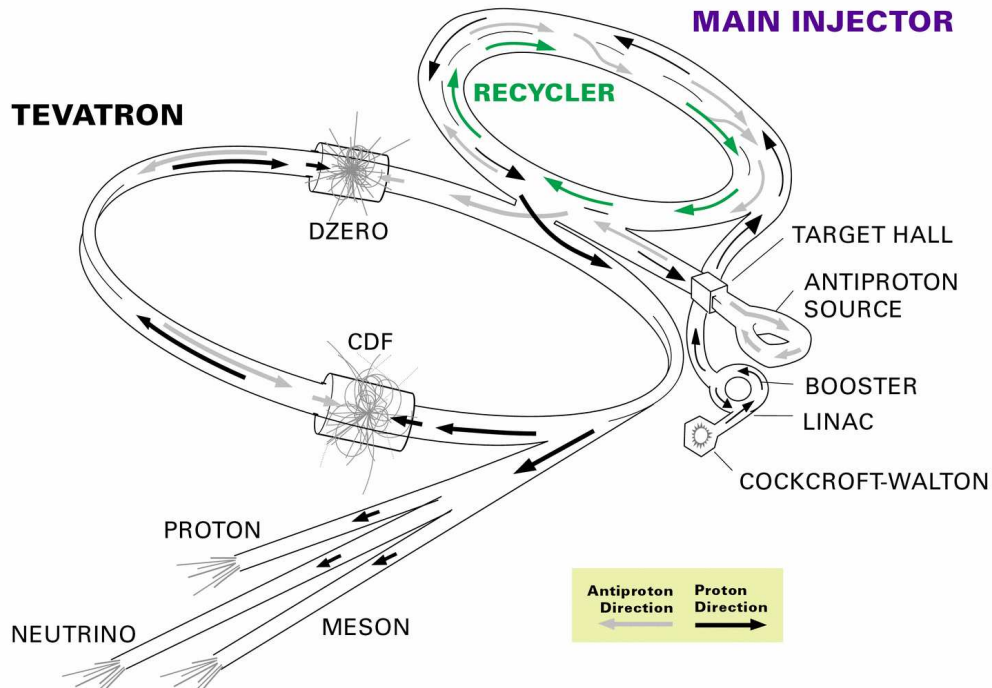 MAIN INJECTOR
RECYCLER
TEVATRON
DZERO
TARGET HALL
ANTIPROTON
SOURCE
CDF
BOOSTER
LINAC
COCKCROFT-WALTON
PROTON
NEUTRINO
MESON
Antiproton
Direction
Proton
Direction